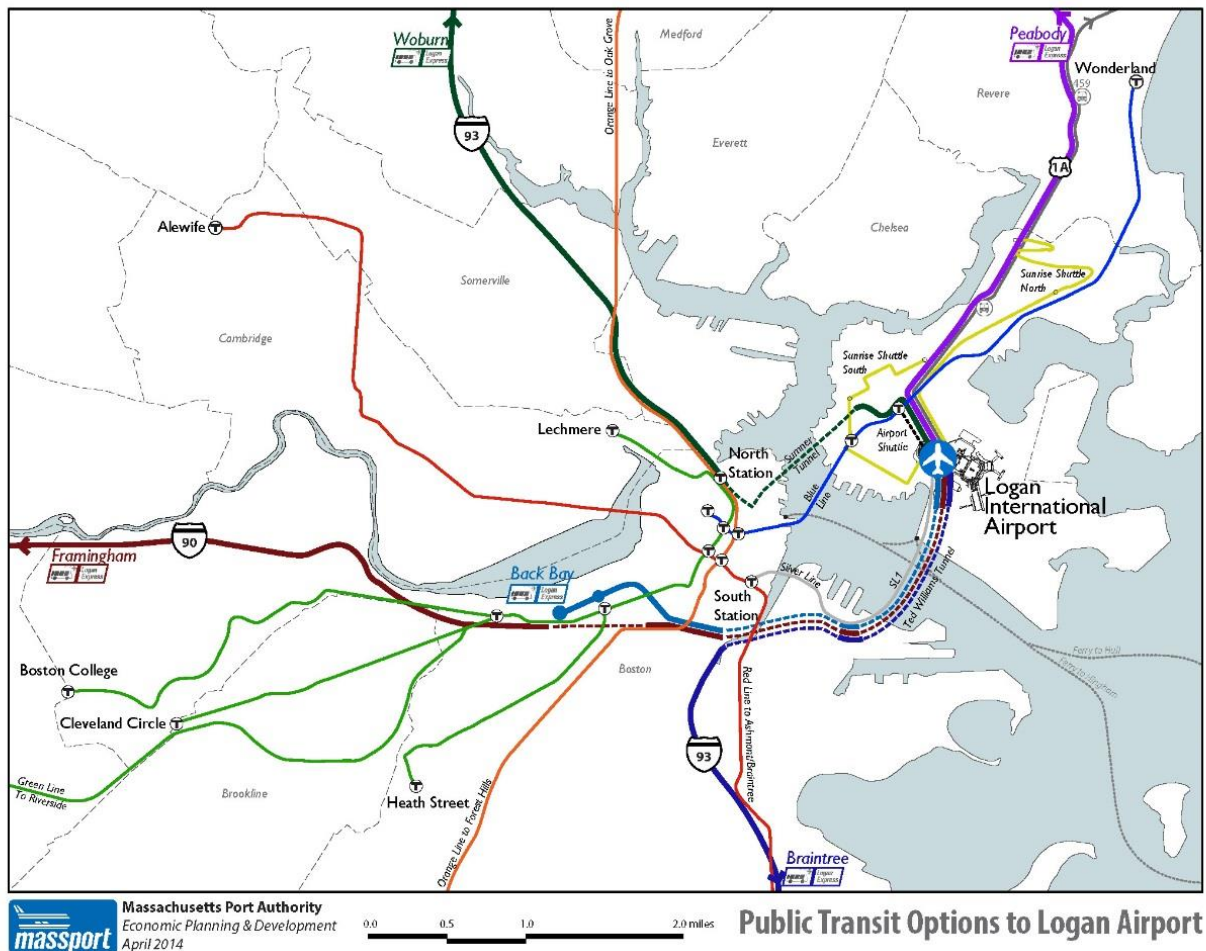 Woburn
Logan
Express
Medford
Peabody
Logan
Express
Wonderland
459
Revere
93
Orange Line to Oak Grove
Everett
1A
Alewife
Chelsea
Somerville
Sunrise Shuttle
North
Cambridge
Sunrise Shuttle
South
Lechmere
Airport
Shuttle
North
Station
Sumner
Tunnel
Blue
Line
Logan
International
Airport
90
Framingham
Logan
Express
Back Bay
Logan
Express
Silver Line
SL1
Ted Williams Tunnel
South
Station
Boston
Ferry to Hull
Ferry to Hingham
Boston College
Cleveland Circle
Red Line to Ashmont/Braintree
93
Green Line
To Riverside
Brookline
Heath Street
Orange Line to Forest Hills
Braintree
Logan
Express
massport
Massachusetts Port Authority
Economic Planning & Development
April 2014
0.0 0.5 1.0 2.0 miles
Public Transit Options to Logan Airport